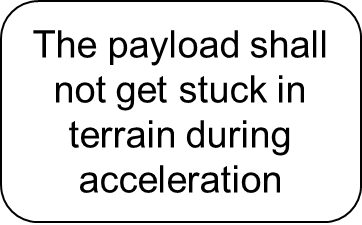 The payload shall
not get stuck in
terrain during
acceleration